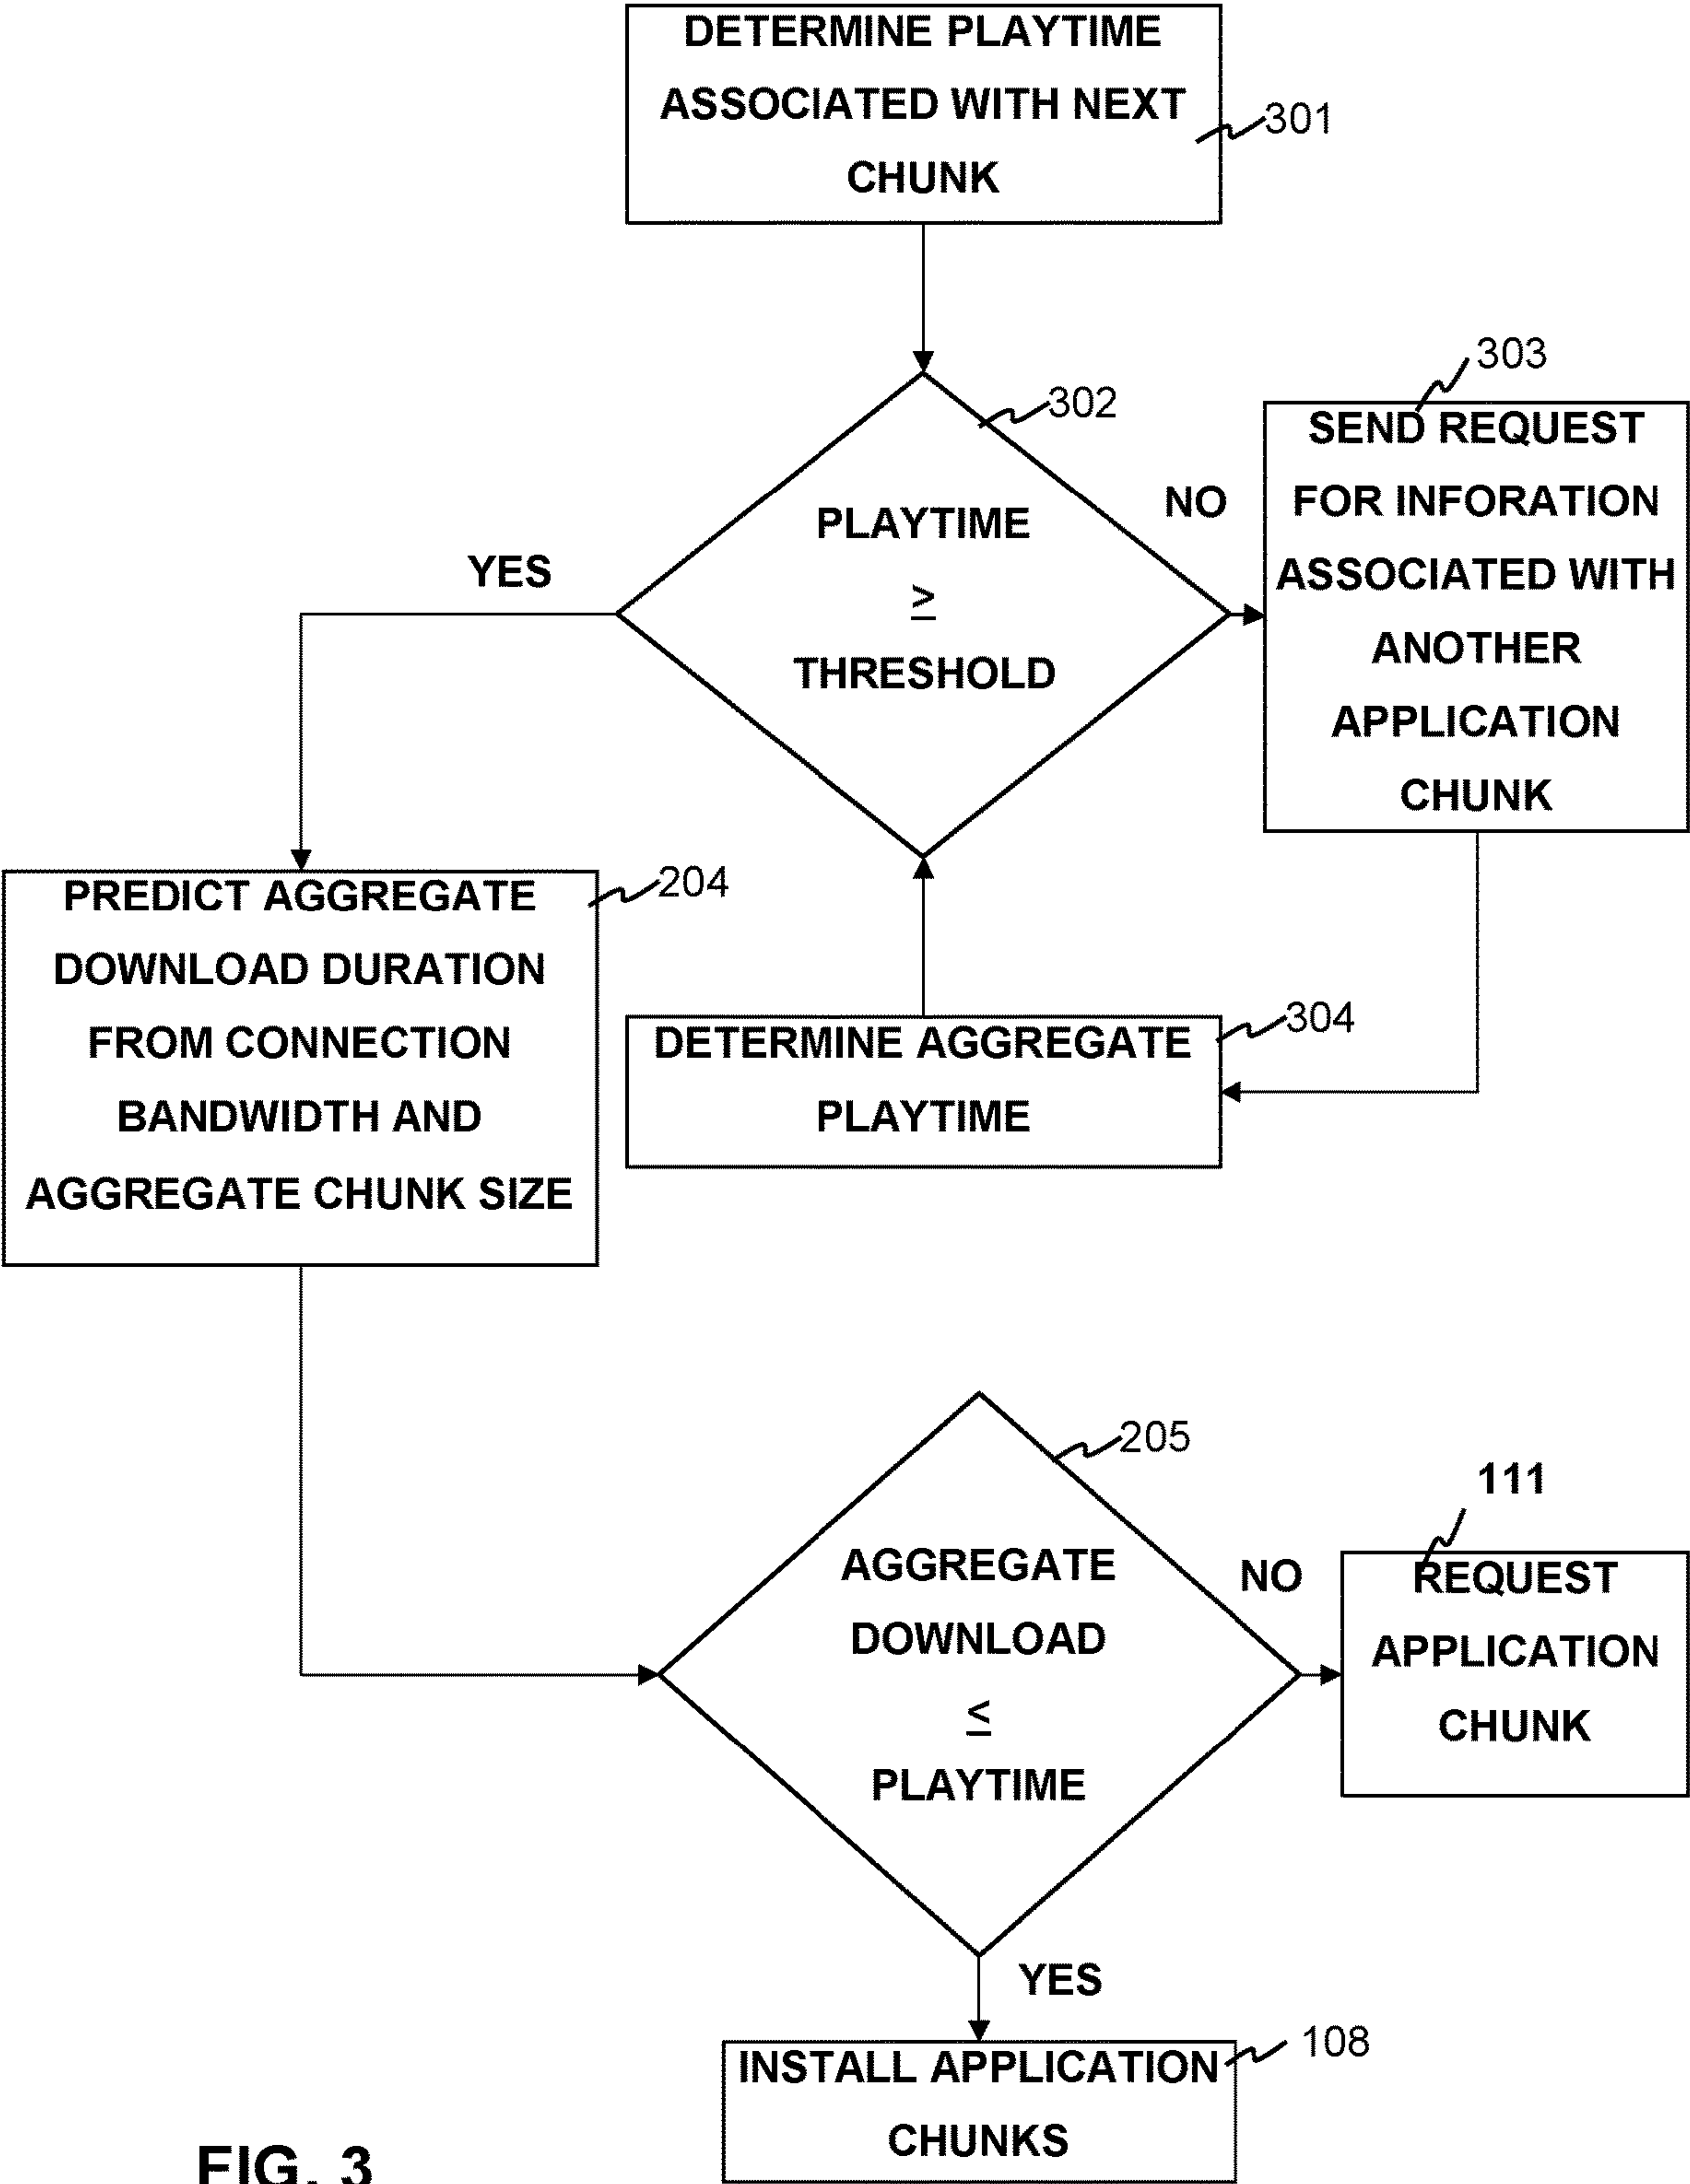 DETERMINE PLAYTIME
ASSOCIATED WITH NEXT
CHUNK
301
302
PLAYTIME
≥
THRESHOLD
YES
NO
303
SEND REQUEST
FOR INFORATION
ASSOCIATED WITH
ANOTHER
APPLICATION
CHUNK
204
PREDICT AGGREGATE
DOWNLOAD DURATION
FROM CONNECTION
BANDWIDTH AND
AGGREGATE CHUNK SIZE
304
DETERMINE AGGREGATE
PLAYTIME
205
AGGREGATE
DOWNLOAD
≤
PLAYTIME
NO
111
REQUEST
APPLICATION
CHUNK
YES
108
INSTALL APPLICATION
CHUNKS
FIG. 3